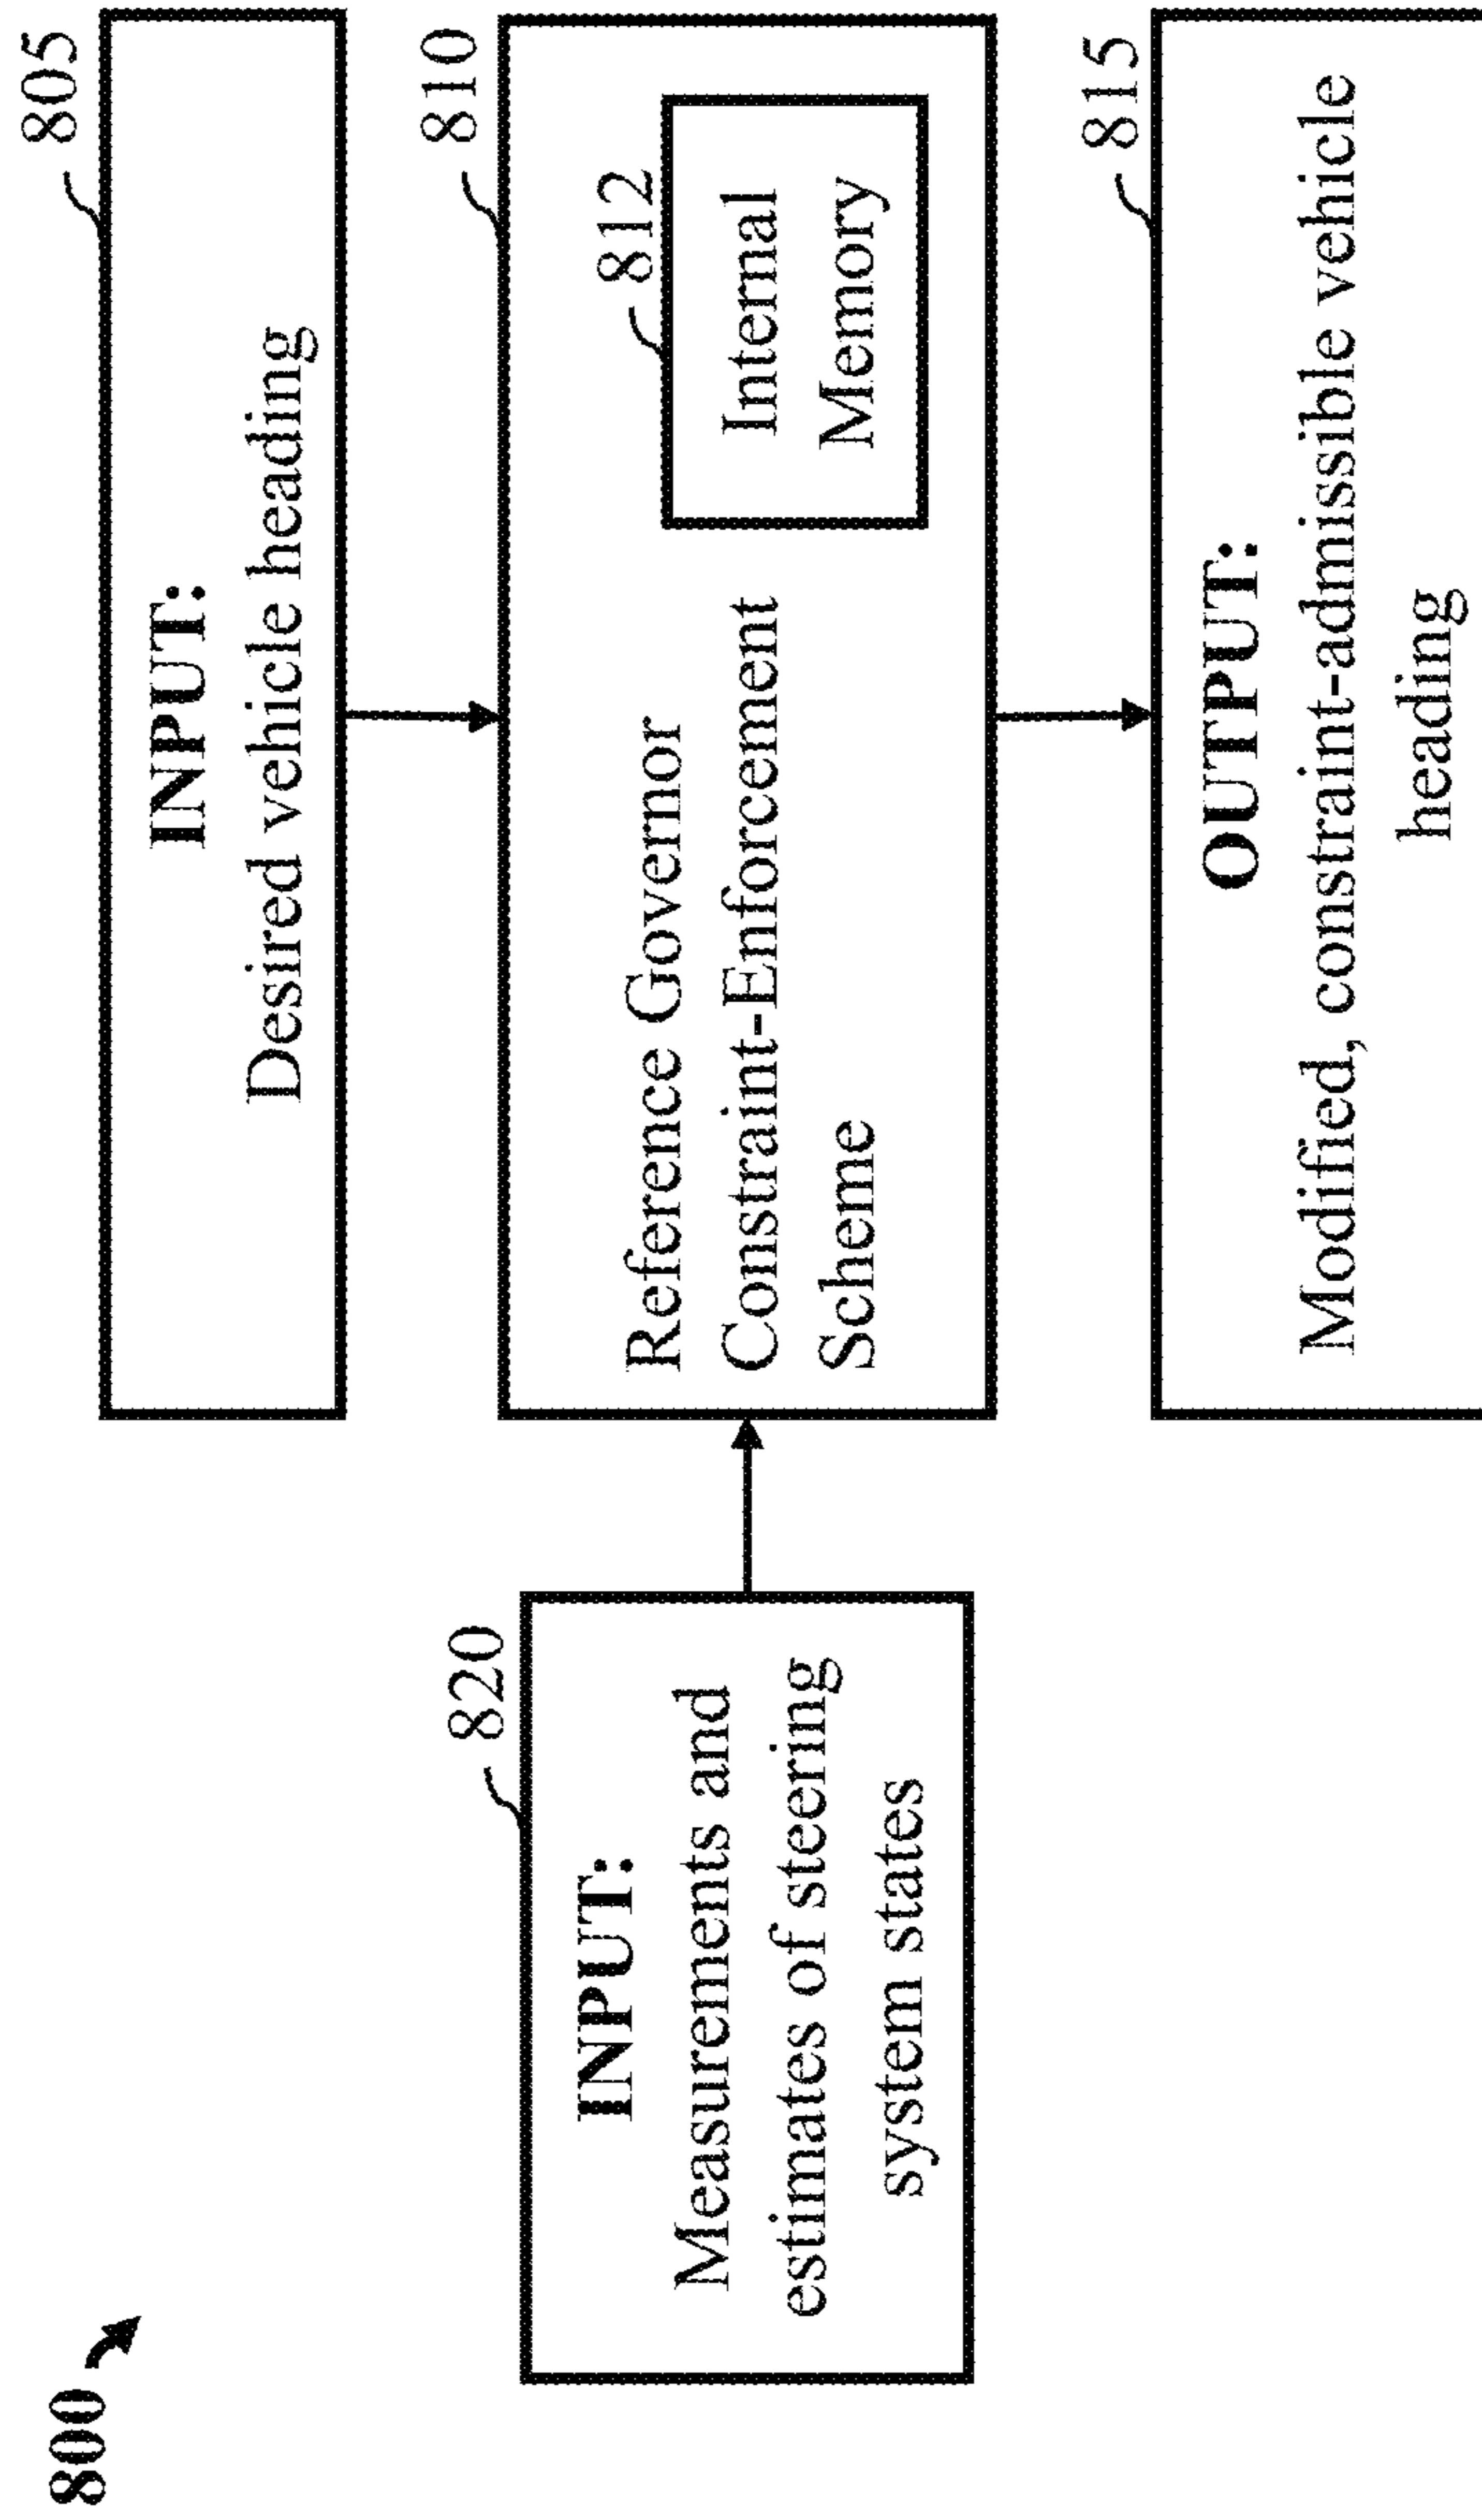 800
805
INPUT:
Desired vehicle heading
820
INPUT:
Measurements and
estimates of steering
system states
810
Reference Governor
Constraint-Enforcement
Scheme
812
Internal
Memory
815
OUTPUT:
Modified, constraint-admissible vehicle
heading